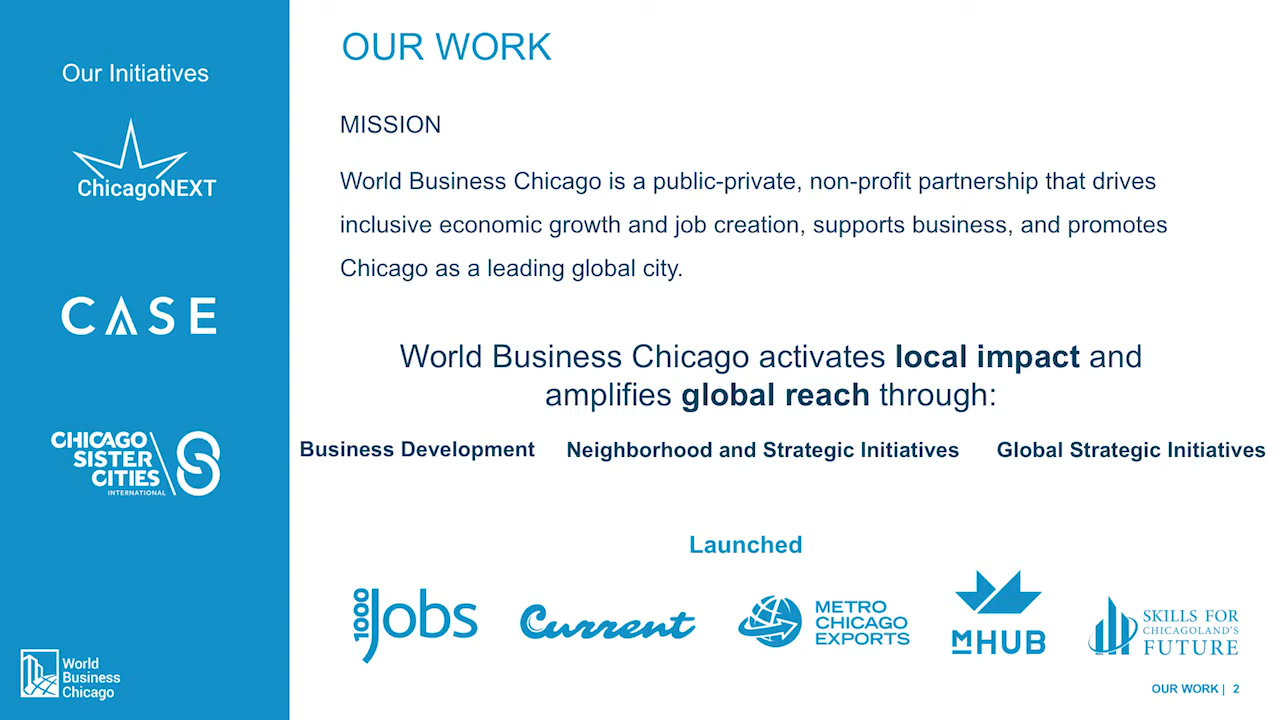 Our Initiatives
ChicagoNEXT
CASE
CHICAGO
SISTER
CITIES
INTERNATIONAL
World
Business
Chicago
OUR WORK
MISSION
World Business Chicago is a public-private, non-profit partnership that drives
inclusive economic growth and job creation, supports business, and promotes
Chicago as a leading global city.
World Business Chicago activates local impact and
amplifies global reach through:
Business Development
Neighborhood and Strategic Initiatives
Global Strategic Initiatives
Launched
1000 Jobs
Current
METRO
CHICAGO
EXPORTS
mHUB
SKILLS FOR
CHICAGOLAND'S
FUTURE
OUR WORK | 2